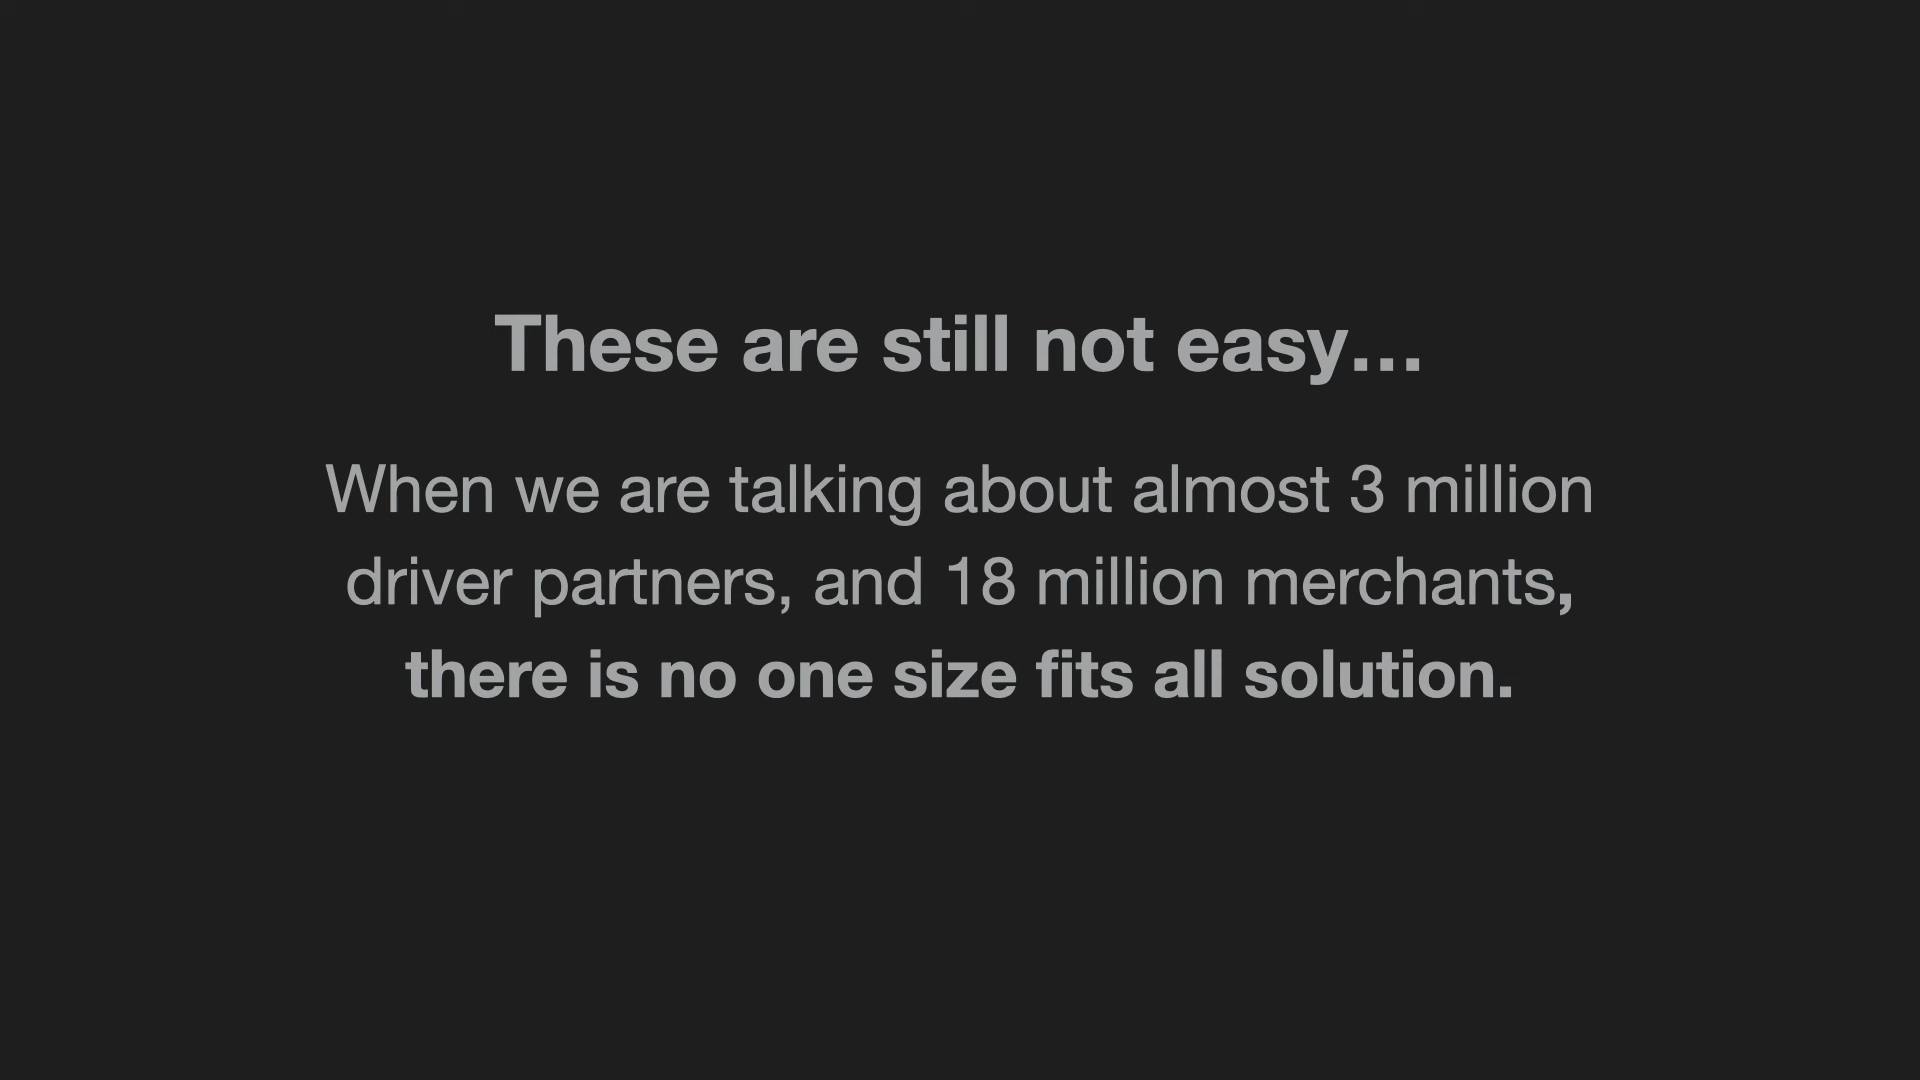 These are still not easy…
When we are talking about almost 3 million
driver partners, and 18 million merchants,
there is no one size fits all solution.